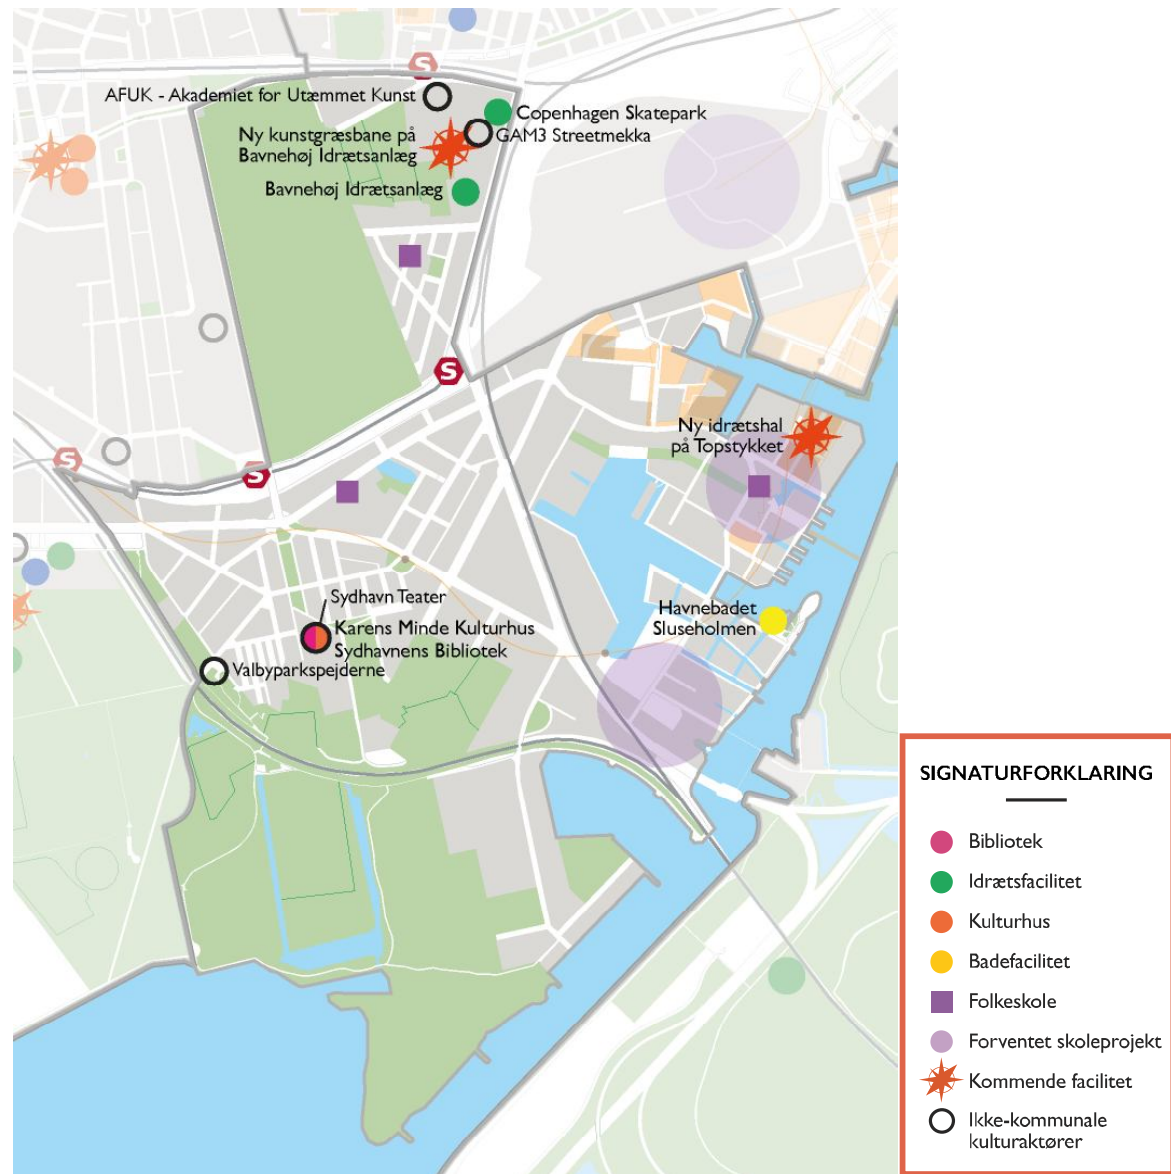 S
AFUK - Akademiet for Utæmmet Kunst
Copenhagen Skatepark
Ny kunstgræsbane på
Bavnehøj Idrætsanlæg
GAM3 Streetmekka
Bavnehøj Idrætsanlæg
S
Ny idrætshal
på Topstykket
S
S
Sydhavn Teater
Karens Minde Kulturhus
Sydhavnens Bibliotek
Valbyparkspejderne
Havnebadet
Sluseholmen
SIGNATURFORKLARING
Bibliotek
Idrætsfacilitet
Kulturhus
Badefacilitet
Folkeskole
Forventet skoleprojekt
Kommende facilitet
Ikke-kommunale
kulturaktører